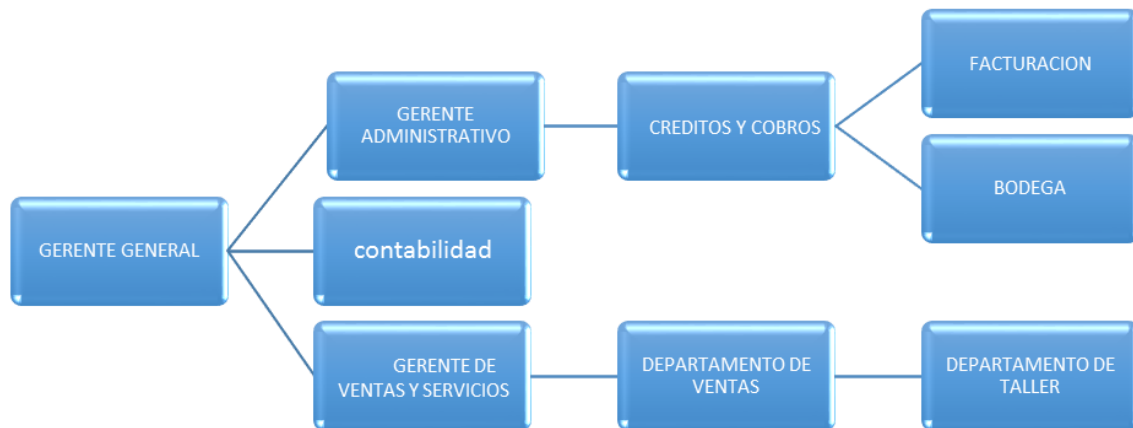 GERENTE GENERAL
GERENTE
ADMINISTRATIVO
CREDITOS Y COBROS
FACTURACION
BODEGA
contabilidad
GERENTE DE
VENTAS Y SERVICIOS
DEPARTAMENTO DE
VENTAS
DEPARTAMENTO DE
TALLER